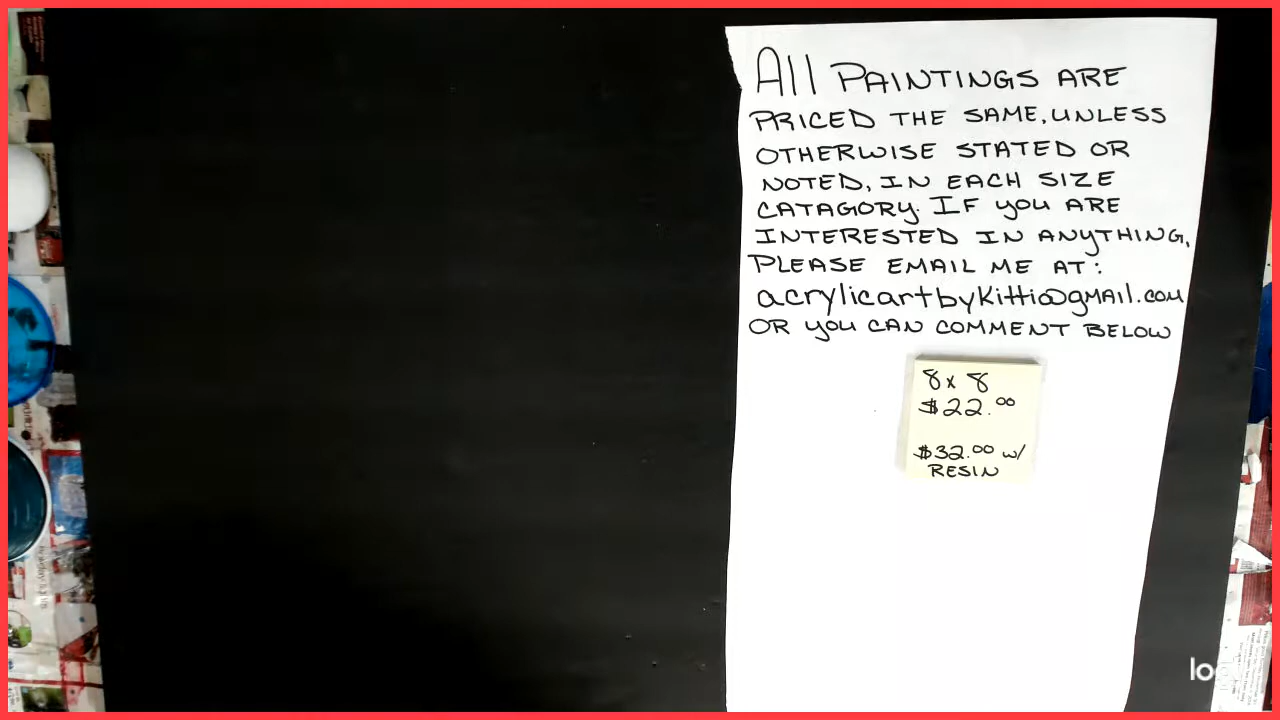 All PAINTINGS ARE
PRICED THE SAME, UNLESS
OTHERWISE STATED OR
NOTED, IN EACH SIZE
CATAGORY. IF YOU ARE
INTERESTED IN ANYTHING,
PLEASE EMAIL ME AT:
acrylicartbykitti@gmail.com
OR YOU CAN COMMENT BELOW
8x8
$22.00
$32.00 w/
RESIN